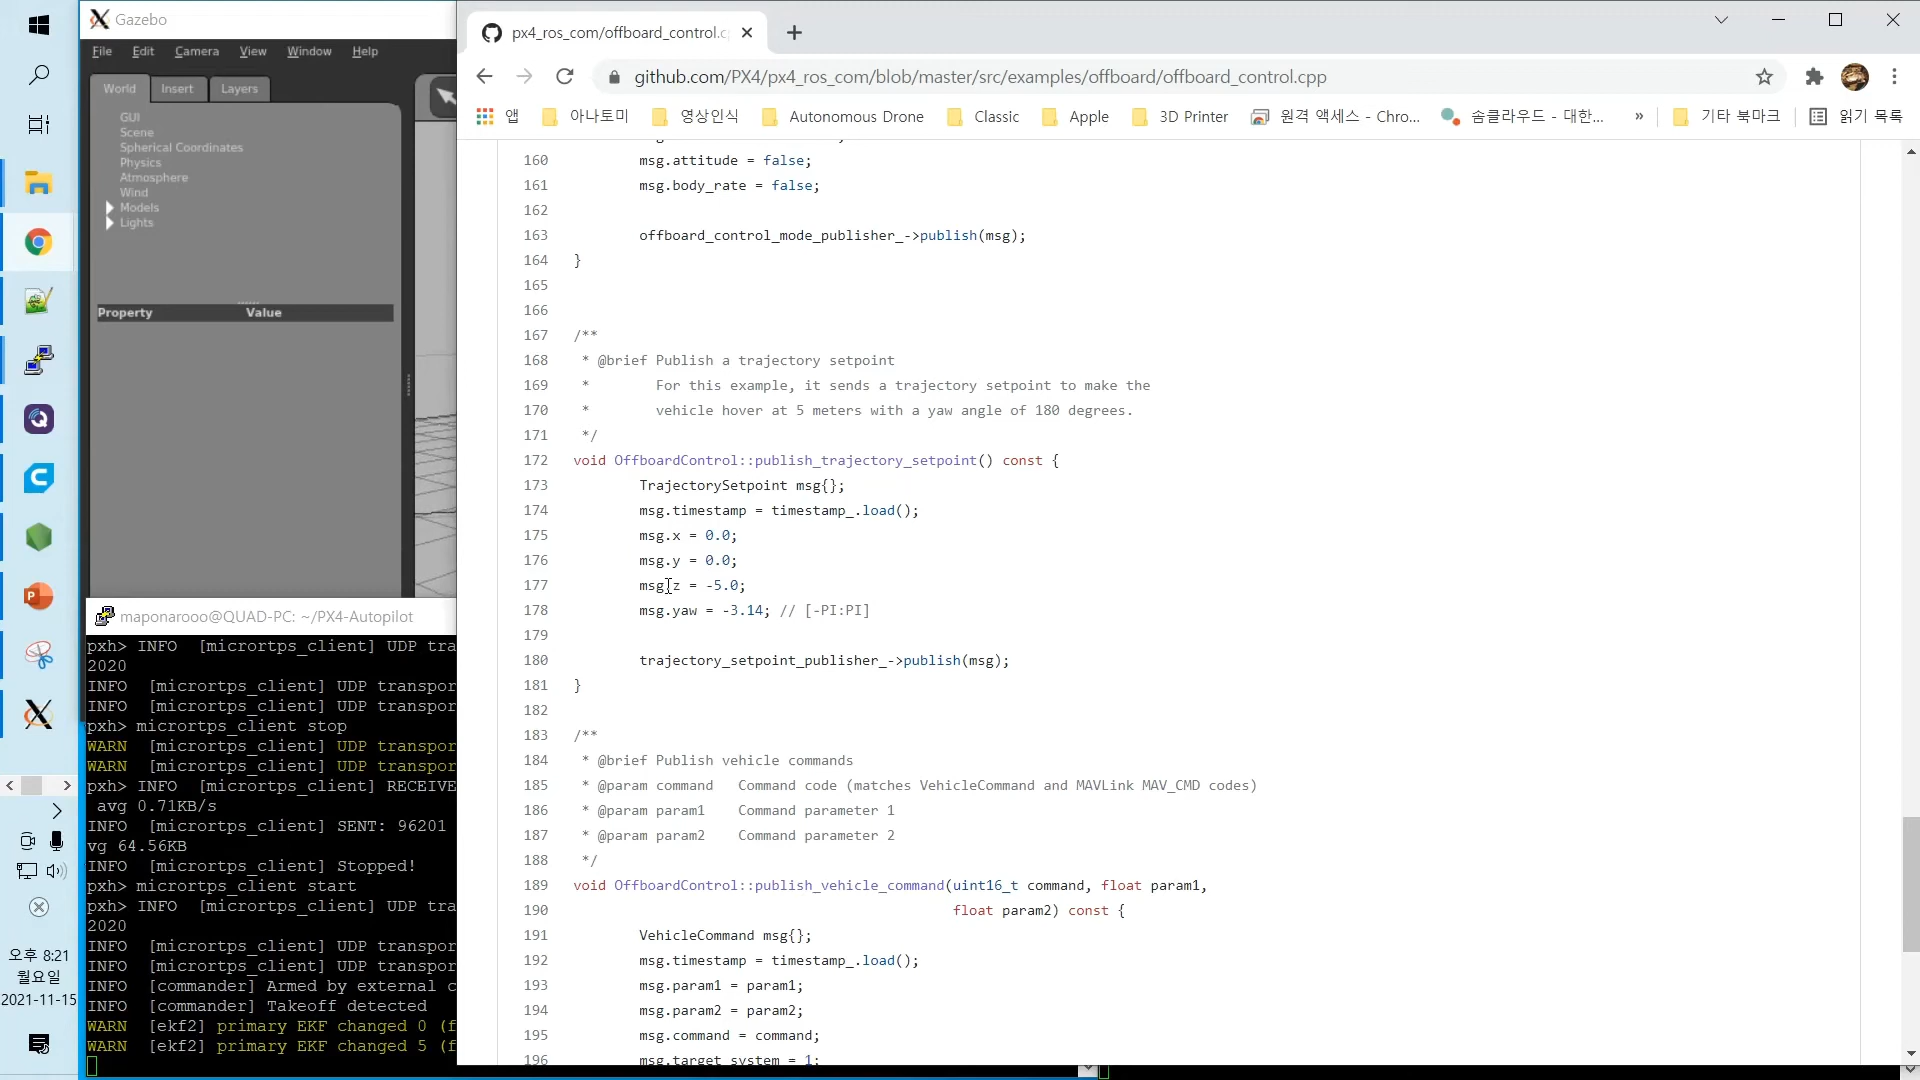 Gazebo
File Edit Camera View Window Help
World Insert Layers
GUI
Scene
Spherical Coordinates
Physics
Atmosphere
Wind
Models
Lights
Property Value
maponarooo@QUAD-PC: ~/PX4-Autopilot
pxh> INFO [micrortps_client] UDP tra
2020
INFO [micrortps_client] UDP transpor
INFO [micrortps_client] UDP transpor
pxh> micrortps_client stop
WARN [micrortps_client] UDP transpor
WARN [micrortps_client] UDP transpor
pxh> INFO [micrortps_client] RECEIVE
avg 0.71KB/s
INFO [micrortps_client] SENT: 96201
vg 64.56KB
INFO [micrortps_client] Stopped!
pxh> micrortps_client start
pxh> INFO [micrortps_client] UDP tra
2020
INFO [micrortps_client] UDP transpor
INFO [micrortps_client] UDP transpor
INFO [commander] Armed by external c
INFO [commander] Takeoff detected
WARN [ekf2] primary EKF changed 0 (f
WARN [ekf2] primary EKF changed 5 (f
오후 8:21
월요일
2021-11-15
px4_ros_com/offboard_control.c
github.com/PX4/px4_ros_com/blob/master/src/examples/offboard/offboard_control.cpp
앱 아나토미 영상인식 Autonomous Drone Classic Apple 3D Printer 원격 액세스 - Chro... 솜클라우드 - 대한... » 기타 북마크 읽기 목록
160 msg.attitude = false;
161 msg.body_rate = false;
162
163 offboard_control_mode_publisher_->publish(msg);
164 }
165
166
167 /**
168 * @brief Publish a trajectory setpoint
169 * For this example, it sends a trajectory setpoint to make the
170 * vehicle hover at 5 meters with a yaw angle of 180 degrees.
171 */
172 void OffboardControl::publish_trajectory_setpoint() const {
173 TrajectorySetpoint msg{};
174 msg.timestamp = timestamp_.load();
175 msg.x = 0.0;
176 msg.y = 0.0;
177 msg.z = -5.0;
178 msg.yaw = -3.14; // [-PI:PI]
179
180 trajectory_setpoint_publisher_->publish(msg);
181 }
182
183 /**
184 * @brief Publish vehicle commands
185 * @param command Command code (matches VehicleCommand and MAVLink MAV_CMD codes)
186 * @param param1 Command parameter 1
187 * @param param2 Command parameter 2
188 */
189 void OffboardControl::publish_vehicle_command(uint16_t command, float param1,
190 float param2) const {
191 VehicleCommand msg{};
192 msg.timestamp = timestamp_.load();
193 msg.param1 = param1;
194 msg.param2 = param2;
195 msg.command = command;
196 msg.target_system = 1;